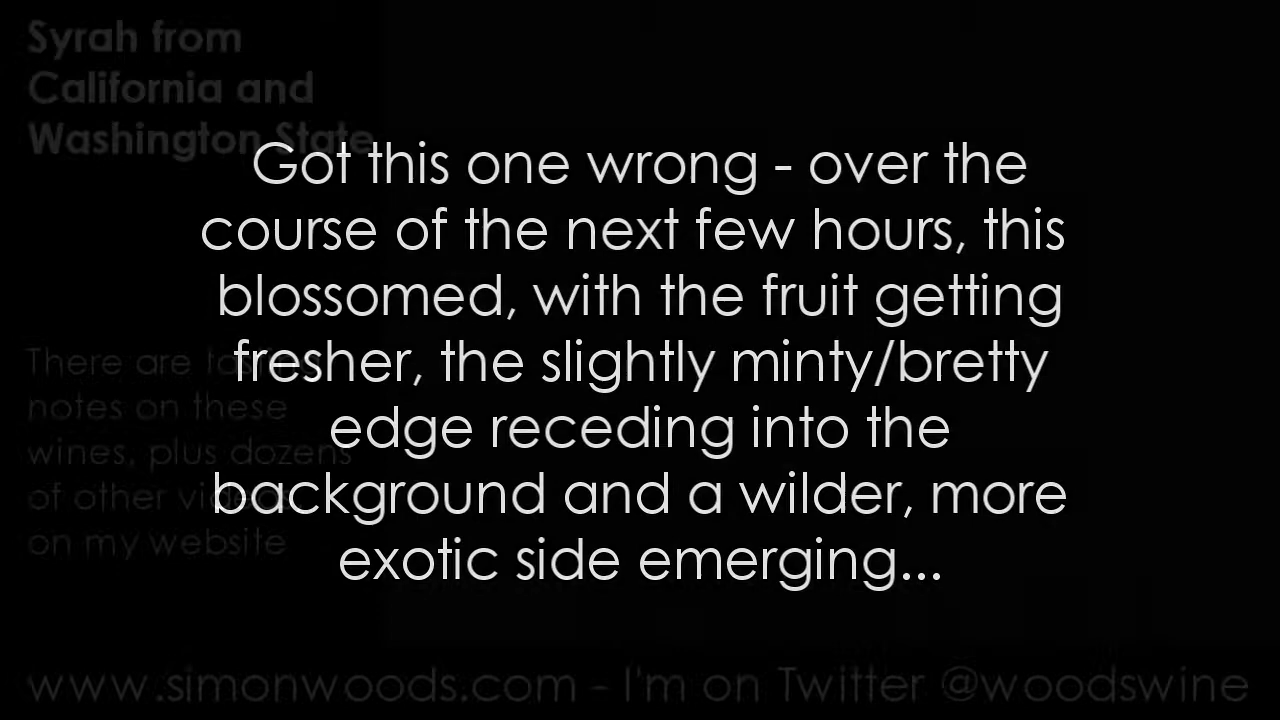 Syrah from
California and
Washington State
Got this one wrong - over the
course of the next few hours, this
blossomed, with the fruit getting
fresher, the slightly minty/bretty
edge receding into the
background and a wilder, more
exotic side emerging...
There are tasting
notes on these
wines, plus dozens
of other videos
on my website
www.simonwoods.com - I'm on Twitter @woodswine